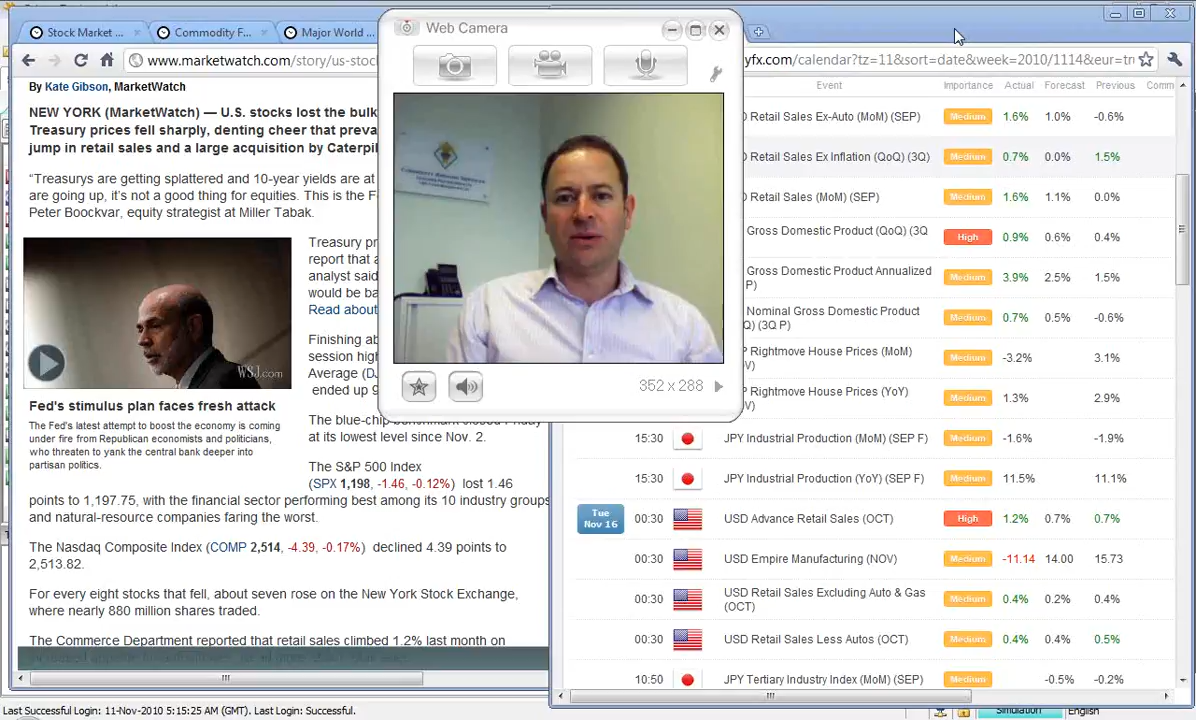 Stock Market ...
Commodity F...
Major World ...
www.marketwatch.com/story/us-stoc
yfx.com/calendar?tz=11&sort=date&week=2010/1114&eur=tru
Web Camera
352 x 288
By Kate Gibson, MarketWatch
NEW YORK (MarketWatch) — U.S. stocks lost the bulk
Treasury prices fell sharply, denting cheer that preva
jump in retail sales and a large acquisition by Caterpil
“Treasurys are getting splattered and 10-year yields are at
are going up, it’s not a good thing for equities. This is the F
Peter Boockvar, equity strategist at Miller Tabak.
Treasury pr
report that a
analyst said
would be ba
Read about
WSJ.com
Fed's stimulus plan faces fresh attack
The Fed's latest attempt to boost the economy is coming
under fire from Republican economists and politicians,
who threaten to yank the central bank deeper into
partisan politics.
Finishing ab
session high
Average (DJ
ended up 9
The blue-chip benchmark closed Friday
at its lowest level since Nov. 2.
The S&P 500 Index
(SPX 1,198, -1.46, -0.12%) lost 1.46
points to 1,197.75, with the financial sector performing best among its 10 industry groups
and natural-resource companies faring the worst.
The Nasdaq Composite Index (COMP 2,514, -4.39, -0.17%) declined 4.39 points to
2,513.82.
For every eight stocks that fell, about seven rose on the New York Stock Exchange,
where nearly 880 million shares traded.
The Commerce Department reported that retail sales climbed 1.2% last month on
Event Importance Actual Forecast Previous Comm
D Retail Sales Ex-Auto (MoM) (SEP) Medium 1.6% 1.0% -0.6%
D Retail Sales Ex Inflation (QoQ) (3Q) Medium 0.7% 0.0% 1.5%
D Retail Sales (MoM) (SEP) Medium 1.6% 1.1% 0.0%
Gross Domestic Product (QoQ) (3Q High 0.9% 0.6% 0.4%
Gross Domestic Product Annualized
P) Medium 3.9% 2.5% 1.5%
Nominal Gross Domestic Product
(3Q P) Medium 0.7% 0.5% -0.6%
P Rightmove House Prices (MoM)
V) Medium -3.2% 3.1%
P Rightmove House Prices (YoY)
V) Medium 1.3% 2.9%
15:30 JPY Industrial Production (MoM) (SEP F) Medium -1.6% -1.9%
15:30 JPY Industrial Production (YoY) (SEP F) Medium 11.5% 11.1%
Tue
Nov 16
00:30 USD Advance Retail Sales (OCT) High 1.2% 0.7% 0.7%
00:30 USD Empire Manufacturing (NOV) Medium -11.14 14.00 15.73
00:30 USD Retail Sales Excluding Auto & Gas
(OCT) Medium 0.4% 0.2% 0.4%
00:30 USD Retail Sales Less Autos (OCT) Medium 0.4% 0.4% 0.5%
10:50 JPY Tertiary Industry Index (MoM) (SEP) Medium -0.5% -0.2%
Last Successful Login: 11-Nov-2010 5:15:25 AM (GMT). Last Login: Successful.
Simulation
English